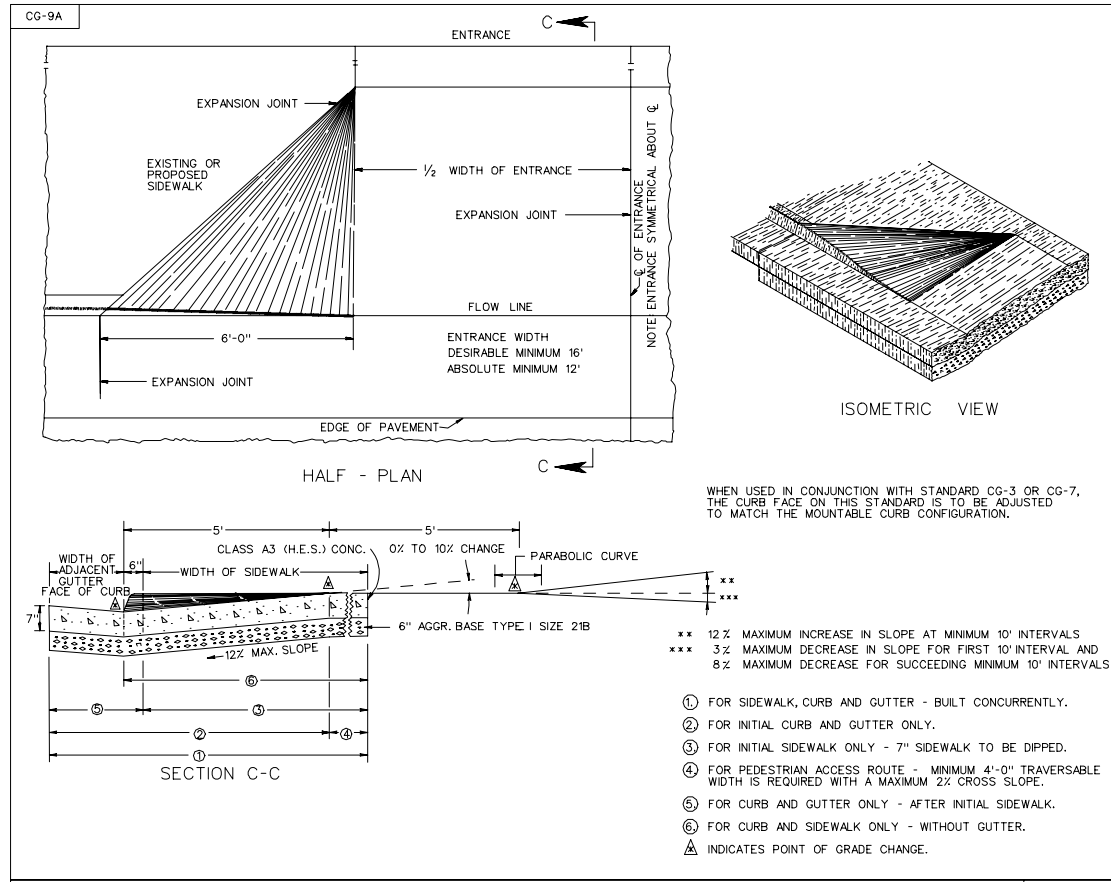 CG-9A
C
ENTRANCE
EXPANSION JOINT
EXISTING OR
PROPOSED
SIDEWALK
½ WIDTH OF ENTRANCE
EXPANSION JOINT
℄ OF ENTRANCE
NOTE: ENTRANCE SYMMETRICAL ABOUT ℄
FLOW LINE
6'-0"
ENTRANCE WIDTH
DESIRABLE MINIMUM 16'
ABSOLUTE MINIMUM 12'
EXPANSION JOINT
EDGE OF PAVEMENT
C
HALF - PLAN
ISOMETRIC VIEW
WHEN USED IN CONJUNCTION WITH STANDARD CG-3 OR CG-7,
THE CURB FACE ON THIS STANDARD IS TO BE ADJUSTED
TO MATCH THE MOUNTABLE CURB CONFIGURATION.
5'
5'
CLASS A3 (H.E.S.) CONC.
0% TO 10% CHANGE
PARABOLIC CURVE
WIDTH OF
ADJACENT
GUTTER
6"
WIDTH OF SIDEWALK
FACE OF CURB
7"
6" AGGR. BASE TYPE I SIZE 21B
12% MAX. SLOPE
**
***
⑥
⑤
③
②
④
①
SECTION C-C
** 12% MAXIMUM INCREASE IN SLOPE AT MINIMUM 10' INTERVALS
*** 3% MAXIMUM DECREASE IN SLOPE FOR FIRST 10' INTERVAL AND
8% MAXIMUM DECREASE FOR SUCCEEDING MINIMUM 10' INTERVALS
①. FOR SIDEWALK, CURB AND GUTTER - BUILT CONCURRENTLY.
②. FOR INITIAL CURB AND GUTTER ONLY.
③. FOR INITIAL SIDEWALK ONLY - 7" SIDEWALK TO BE DIPPED.
④. FOR PEDESTRIAN ACCESS ROUTE - MINIMUM 4'-0" TRAVERSABLE
WIDTH IS REQUIRED WITH A MAXIMUM 2% CROSS SLOPE.
⑤. FOR CURB AND GUTTER ONLY - AFTER INITIAL SIDEWALK.
⑥. FOR CURB AND SIDEWALK ONLY - WITHOUT GUTTER.
* INDICATES POINT OF GRADE CHANGE.